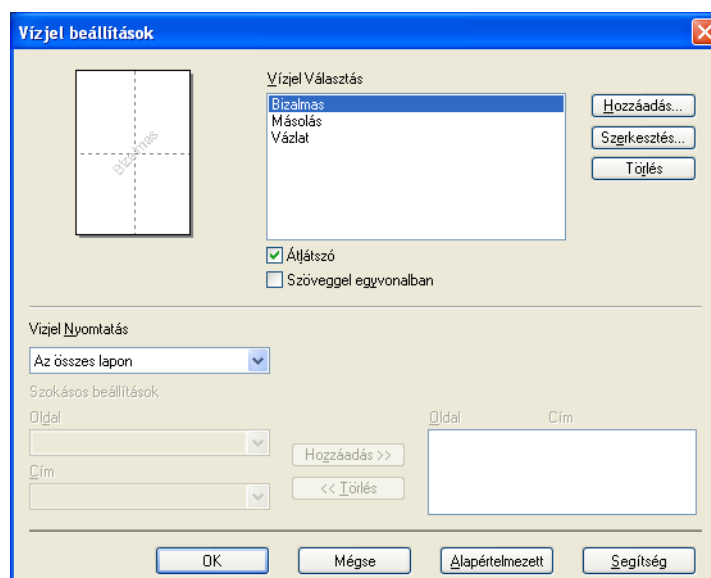 Vízjel beállítások
Vízjel Választás
Bizalmas
Másolás
Vázlat
Hozzáadás...
Szerkesztés...
Törlés
Bizalmas
Átlátszó
Szöveggel egyvonalban
Vizjel Nyomtatás
Az összes lapon
Szokásos beállítások
Oldal
Cím
Hozzáadás >>
<< Törlés
Oldal Cím
OK Mégse Alapértelmezett Segítség